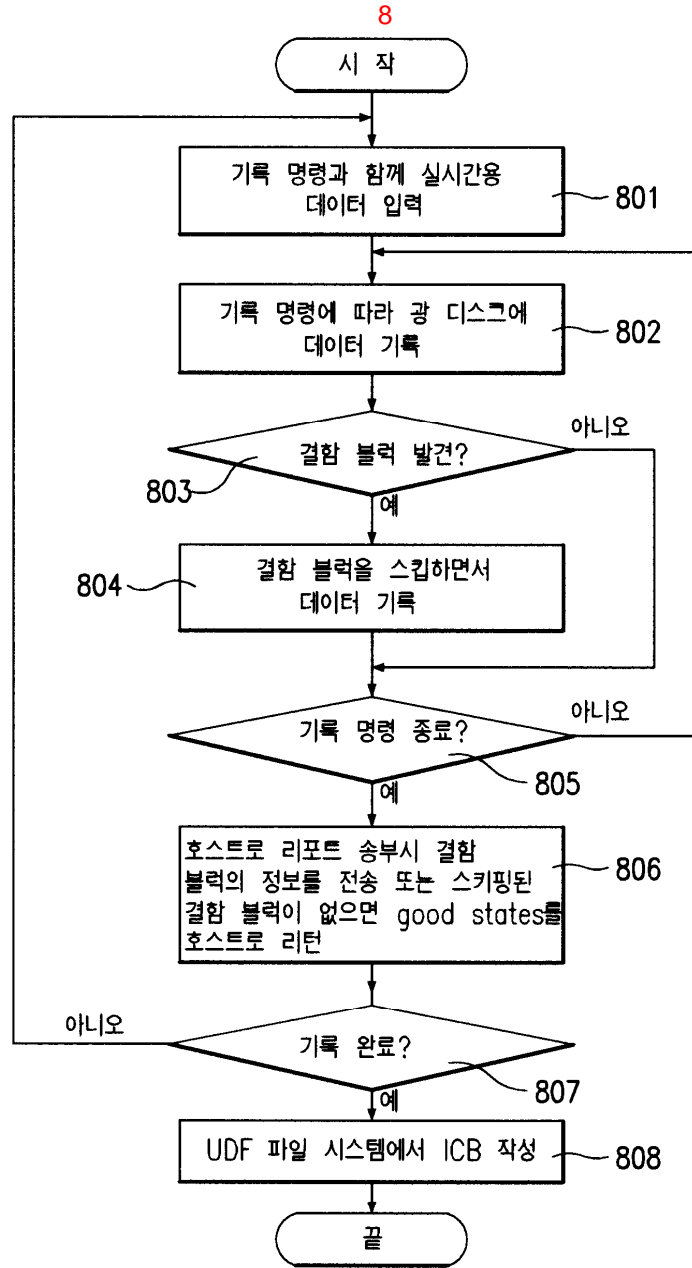 8
시 작
기록 명령과 함께 실시간용
데이터 입력
801
기록 명령에 따라 광 디스크에
데이터 기록
802
아니오
결함 블럭 발견?
803
예
결함 블럭을 스킵하면서
데이터 기록
804
아니오
기록 명령 종료?
805
예
호스트로 리포트 송부시 결함
블럭의 정보를 전송 또는 스키핑된
결함 블럭이 없으면 good states를
호스트로 리턴
806
아니오
기록 완료?
807
예
UDF 파일 시스템에서 ICB 작성
808
끝